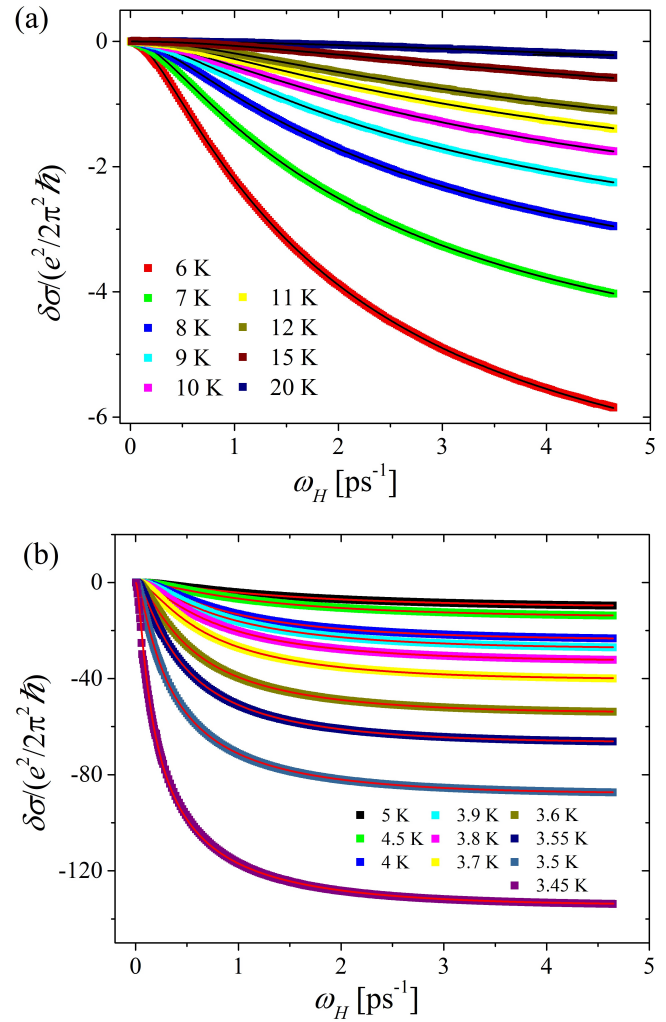 (a)
0
-2
-4
-6
δσ/(e²/2π²ℏ)
6 K
7 K 11 K
8 K 12 K
9 K 15 K
10 K 20 K
0 1 2 3 4 5
ω_H [ps⁻¹]
(b)
0
-40
-80
-120
δσ/(e²/2π²ℏ)
5 K 3.9 K 3.6 K
4.5 K 3.8 K 3.55 K
4 K 3.7 K 3.5 K
3.45 K
0 1 2 3 4 5
ω_H [ps⁻¹]